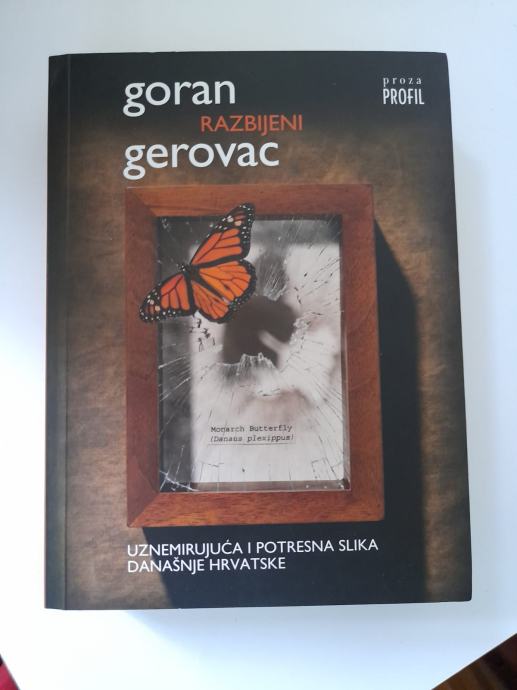 goran
RAZBIJENI
gerovac
proza
PROFIL
Monarch Butterfly
(Danaus plexippus)
UZNEMIRUJUĆA I POTRESNA SLIKA
DANAŠNJE HRVATSKE